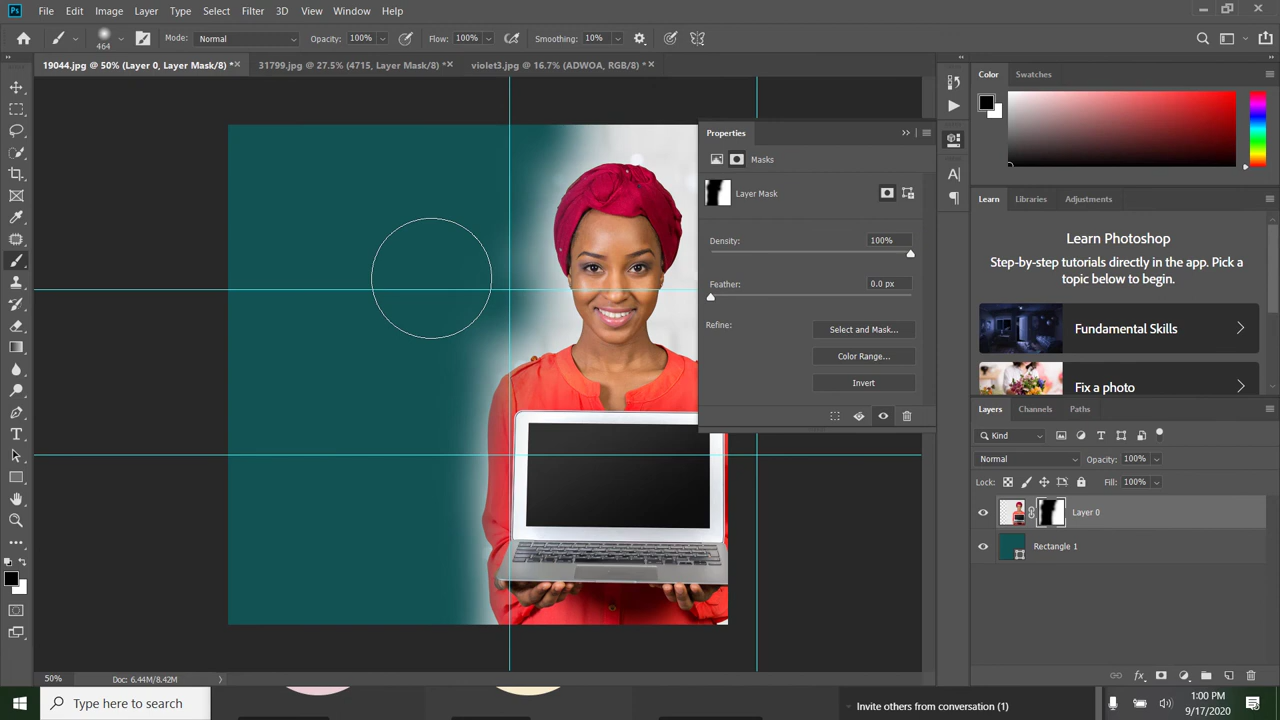 Ps File Edit Image Layer Type Select Filter 3D View Window Help
464 Mode: Normal Opacity: 100% Flow: 100% Smoothing: 10%
19044.jpg @ 50% (Layer 0, Layer Mask/8) * × 31799.jpg @ 27.5% (4715, Layer Mask/8) * × violet3.jpg @ 16.7% (ADWOA, RGB/8) * ×
Color Swatches
Properties
Masks
Layer Mask
Density: 100%
Feather: 0.0 px
Refine: Select and Mask...
Color Range...
Invert
Learn Libraries Adjustments
Learn Photoshop
Step-by-step tutorials directly in the app. Pick a
topic below to begin.
Fundamental Skills
Fix a photo
Layers Channels Paths
Kind
Normal Opacity: 100%
Lock: Fill: 100%
Layer 0
Rectangle 1
50% Doc: 6.44M/8.42M
Type here to search
Invite others from conversation (1)
1:00 PM
9/17/2020